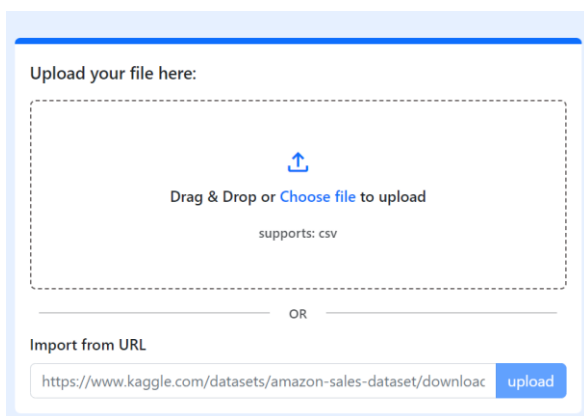 Upload your file here:
Drag & Drop or Choose file to upload
supports: csv
OR
Import from URL
https://www.kaggle.com/datasets/amazon-sales-dataset/download
upload